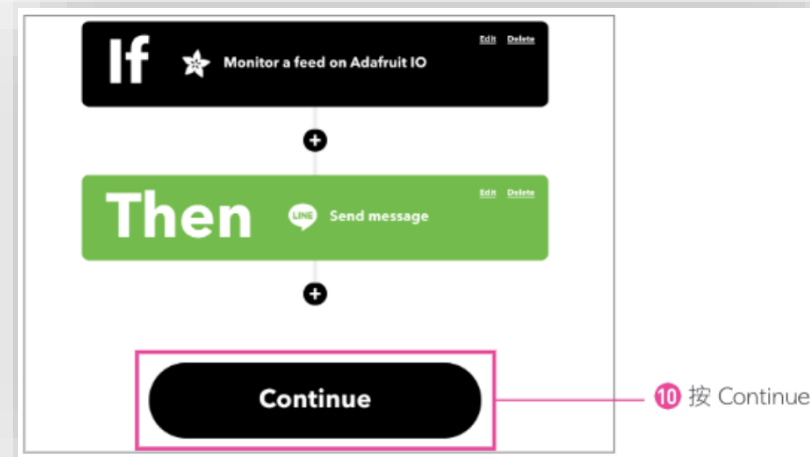 If Monitor a feed on Adafruit IO Edit Delete
Then LINE Send message Edit Delete
Continue
10 按 Continue